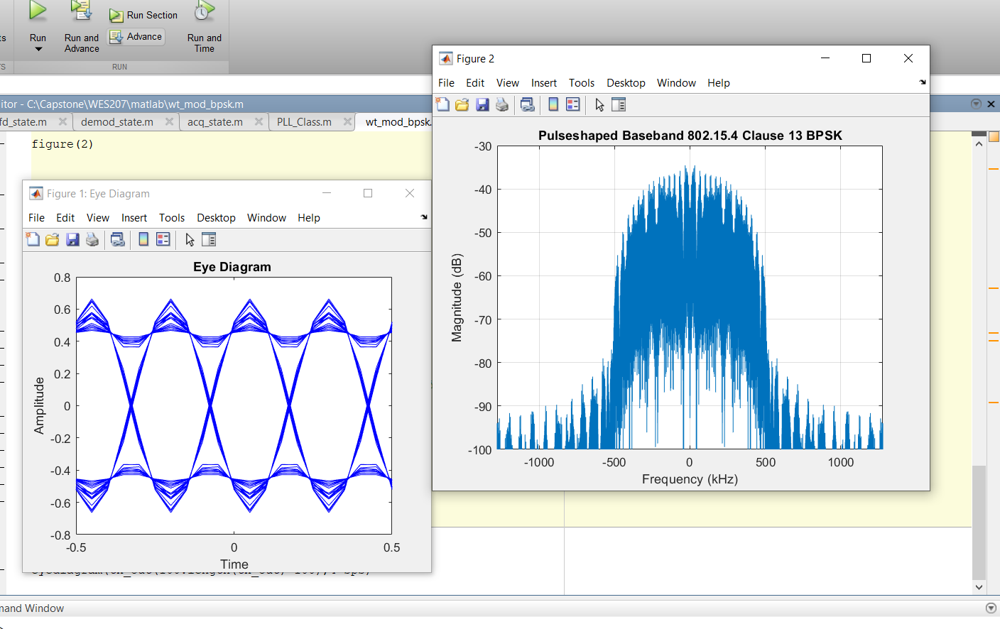 Run Section
Run
Run and
Advance
Advance
Run and
Time
RUN
itor - C:\Capstone\WES207\matlab\wt_mod_bpsk.m
fd_state.m
demod_state.m
acq_state.m
PLL_Class.m
wt_mod_bpsk.
figure(2)
Figure 1: Eye Diagram
File Edit View Insert Tools Desktop Window Help
Eye Diagram
0.8
0.6
0.4
0.2
0
-0.2
-0.4
-0.6
-0.8
Amplitude
-0.5 0 0.5
Time
Figure 2
File Edit View Insert Tools Desktop Window Help
Pulseshaped Baseband 802.15.4 Clause 13 BPSK
-30
-40
-50
-60
-70
-80
-90
-100
Magnitude (dB)
-1000 -500 0 500 1000
Frequency (kHz)
mand Window